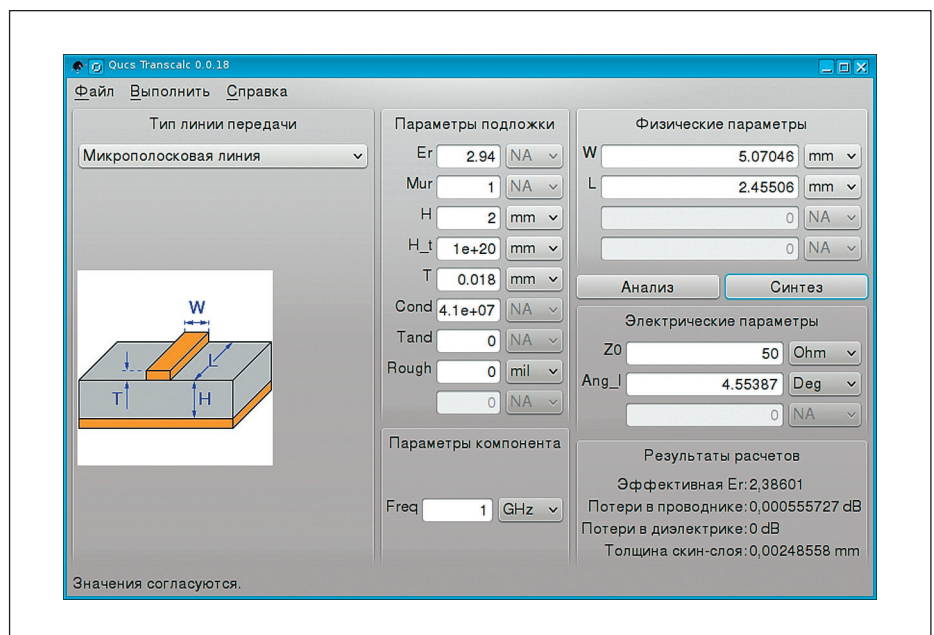 Qucs Transcalc 0.0.18
Файл Выполнить Справка
Тип линии передачи
Микрополосковая линия
W
L
T
H
Параметры подложки
Er 2.94 NA
Mur 1 NA
H 2 mm
H_t 1e+20 mm
T 0.018 mm
Cond 4.1e+07 NA
Tand 0 NA
Rough 0 mil
0 NA
Параметры компонента
Freq 1 GHz
Физические параметры
W 5.07046 mm
L 2.45506 mm
0 NA
0 NA
Анализ Синтез
Электрические параметры
Z0 50 Ohm
Ang_l 4.55387 Deg
0 NA
Результаты расчетов
Эффективная Er:2,38601
Потери в проводнике:0,000555727 dB
Потери в диэлектрике:0 dB
Толщина скин-слоя:0,00248558 mm
Значения согласуются.